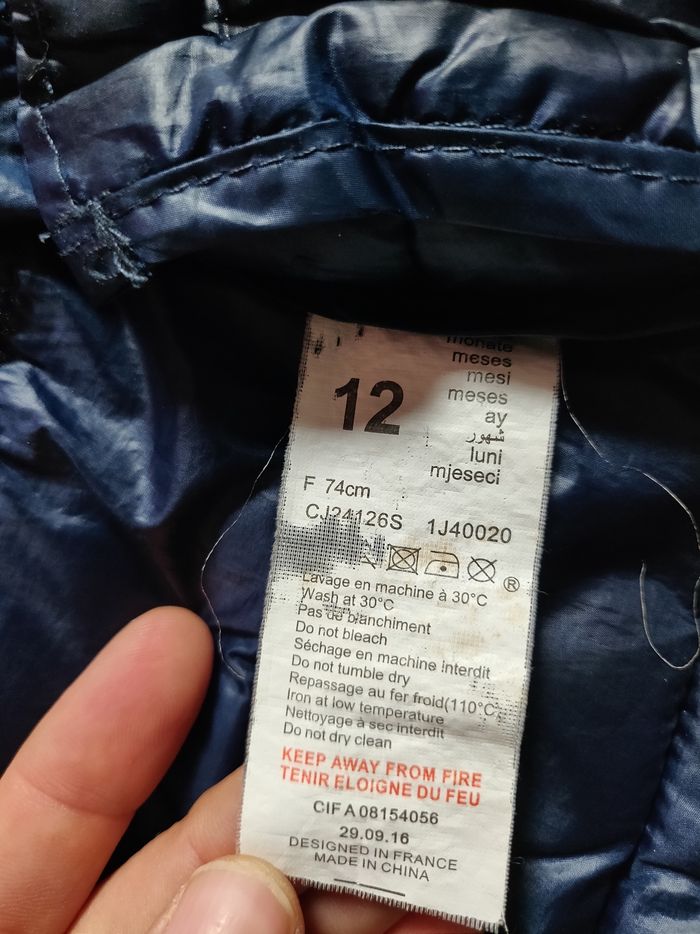 monate
meses
mesi
meses
ay
شهور
luni
mjeseci
12
F 74cm
CJ24126S 1J40020
®
Lavage en machine à 30°C
Wash at 30°C
Pas de blanchiment
Do not bleach
Séchage en machine interdit
Do not tumble dry
Repassage au fer froid(110°C)
Iron at low temperature
Nettoyage à sec interdit
Do not dry clean
KEEP AWAY FROM FIRE
TENIR ELOIGNE DU FEU
CIF A 08154056
29.09.16
DESIGNED IN FRANCE
MADE IN CHINA